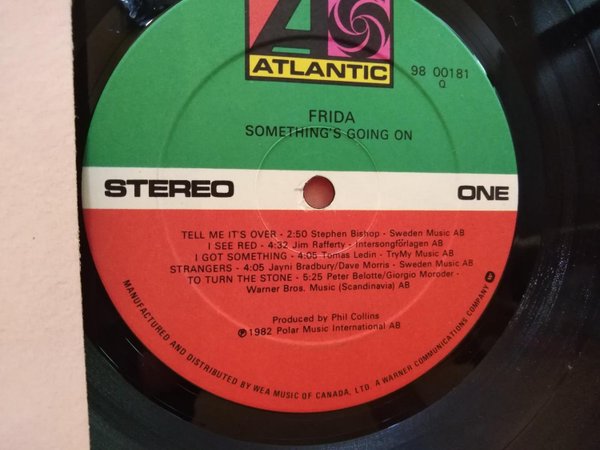 ATLANTIC
98 00181
Q
FRIDA
SOMETHING'S GOING ON
STEREO
ONE
TELL ME IT'S OVER - 2:50 Stephen Bishop - Sweden Music AB
I SEE RED - 4:32 Jim Rafferty - Intersongförlagen AB
I GOT SOMETHING - 4:05 Tomas Ledin - TryMy Music AB
STRANGERS - 4:05 Jayni Bradbury/Dave Morris - Sweden Music AB
TO TURN THE STONE - 5:25 Peter Belotte/Giorgio Moroder -
Warner Bros. Music (Scandinavia) AB
Produced by Phil Collins
℗1982 Polar Music International AB
MANUFACTURED AND DISTRIBUTED BY WEA MUSIC OF CANADA, LTD. A WARNER COMMUNICATIONS COMPANY